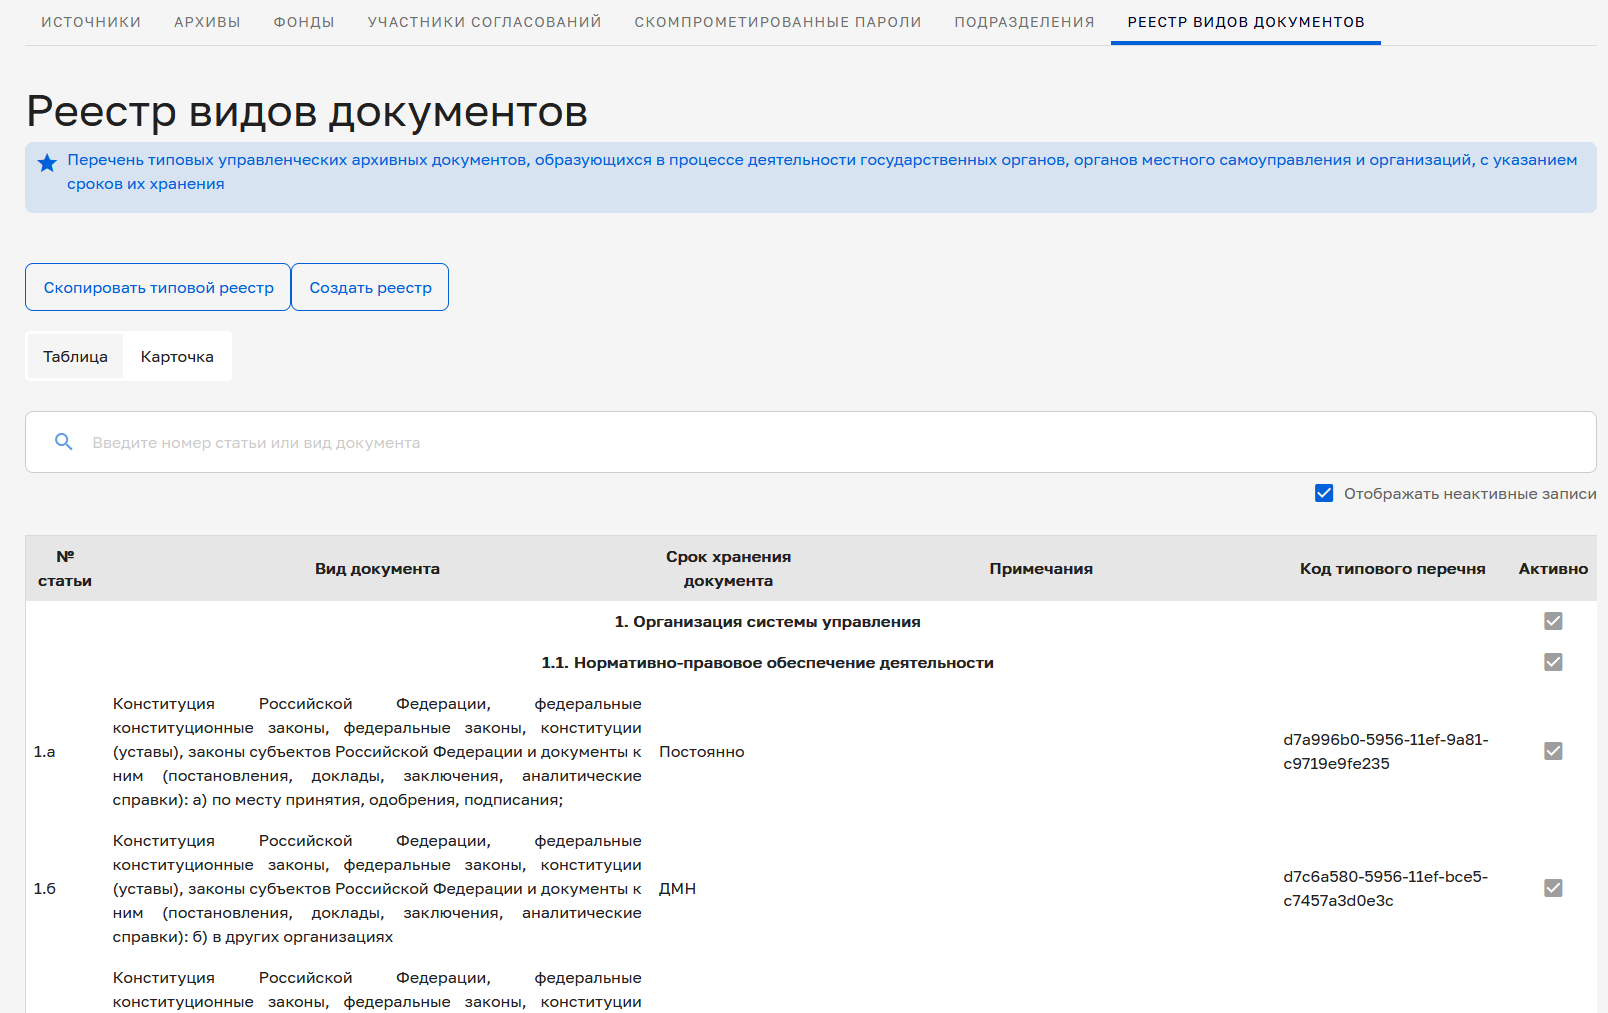 ИСТОЧНИКИ АРХИВЫ ФОНДЫ УЧАСТНИКИ СОГЛАСОВАНИЙ СКОМПРОМЕТИРОВАННЫЕ ПАРОЛИ ПОДРАЗДЕЛЕНИЯ РЕЕСТР ВИДОВ ДОКУМЕНТОВ
Реестр видов документов
Перечень типовых управленческих архивных документов, образующихся в процессе деятельности государственных органов, органов местного самоуправления и организаций, с указанием
сроков их хранения
Скопировать типовой реестр Создать реестр
Таблица Карточка
Введите номер статьи или вид документа
Отображать неактивные записи
№ статьи Вид документа Срок хранения документа Примечания Код типового перечня Активно
1. Организация системы управления
1.1. Нормативно-правовое обеспечение деятельности
1.а
Конституция Российской Федерации, федеральные
конституционные законы, федеральные законы, конституции
(уставы), законы субъектов Российской Федерации и документы к
ним (постановления, доклады, заключения, аналитические
справки): а) по месту принятия, одобрения, подписания;
Постоянно
d7a996b0-5956-11ef-9a81-
c9719e9fe235
1.б
Конституция Российской Федерации, федеральные
конституционные законы, федеральные законы, конституции
(уставы), законы субъектов Российской Федерации и документы к
ним (постановления, доклады, заключения, аналитические
справки): б) в других организациях
ДМН
d7c6a580-5956-11ef-bce5-
c7457a3d0e3c
Конституция Российской Федерации, федеральные
конституционные законы, федеральные законы, конституции